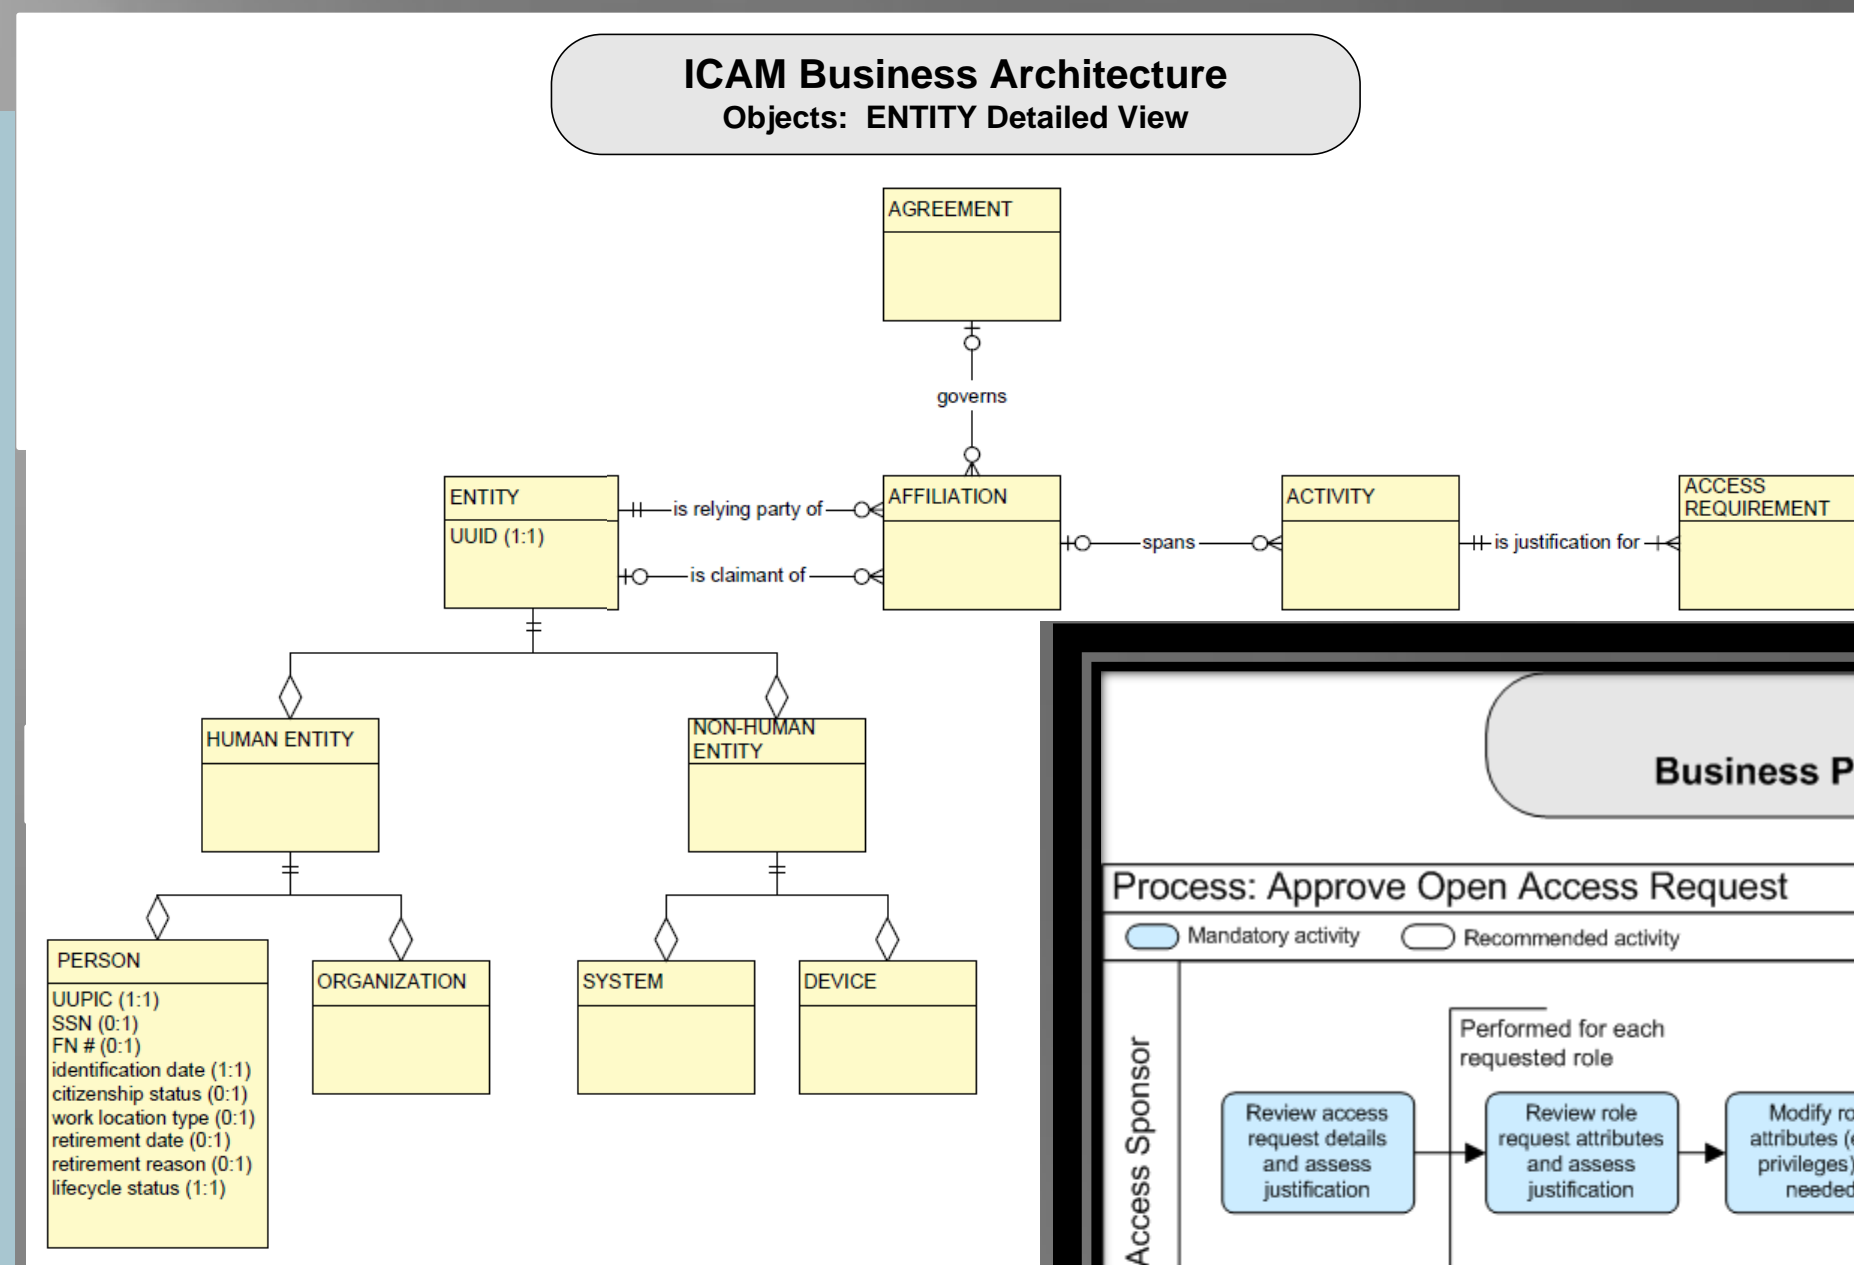 ICAM Business Architecture
Objects:  ENTITY Detailed View
AGREEMENT
governs
ENTITY
UUID (1:1)
is relying party of
is claimant of
AFFILIATION
spans
ACTIVITY
is justification for
ACCESS
REQUIREMENT
HUMAN ENTITY
NON-HUMAN
ENTITY
PERSON
UUPIC (1:1)
SSN (0:1)
FN # (0:1)
identification date (1:1)
citizenship status (0:1)
work location type (0:1)
retirement date (0:1)
retirement reason (0:1)
lifecycle status (1:1)
ORGANIZATION
SYSTEM
DEVICE
Business P
Process: Approve Open Access Request
Mandatory activity
Recommended activity
Access Sponsor
Performed for each
requested role
Review access
request details
and assess
justification
Review role
request attributes
and assess
justification
Modify ro
attributes (e
privileges)
needed